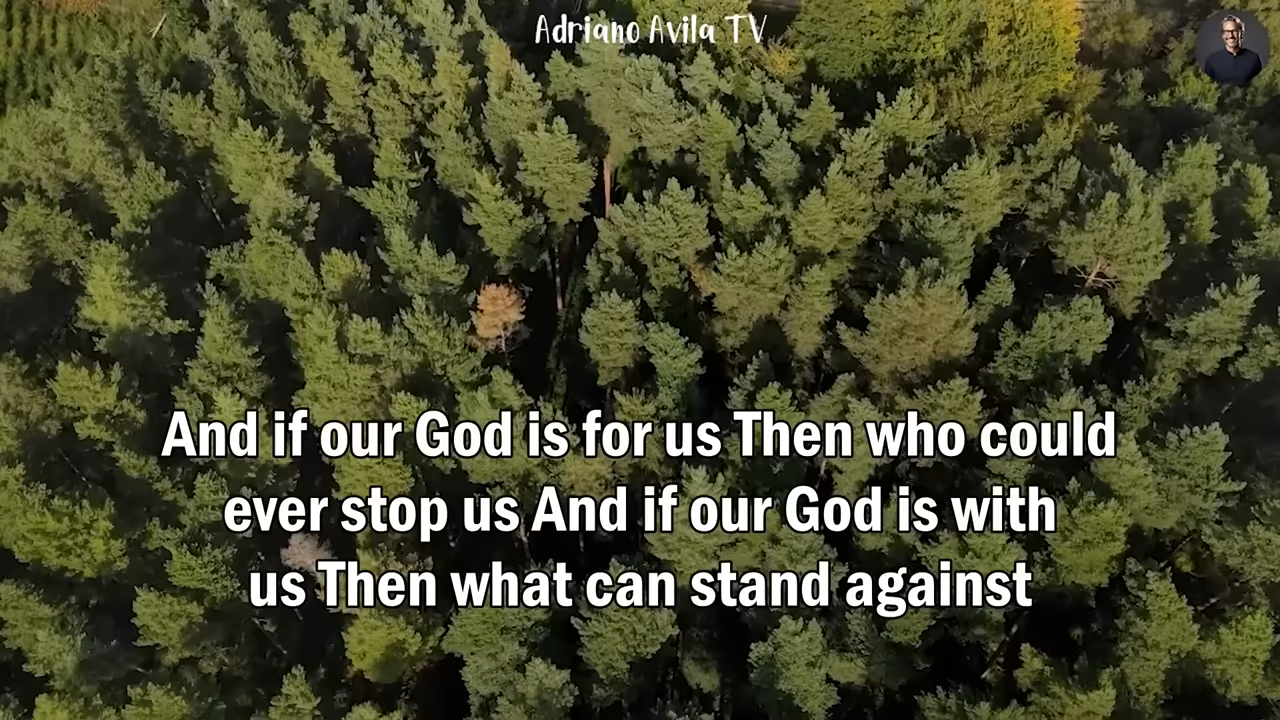 Adriano Avila TV
And if our God is for us Then who could
ever stop us And if our God is with
us Then what can stand against